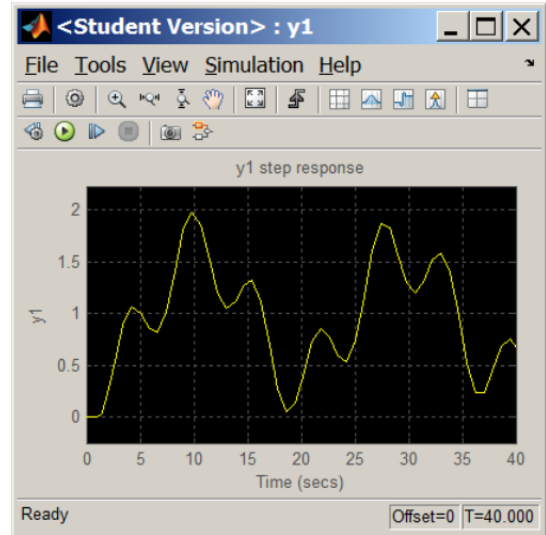 <Student Version> : y1
File Tools View Simulation Help
y1 step response
2
1.5
1
0.5
0
y1
0 5 10 15 20 25 30 35 40
Time (secs)
Ready Offset=0 T=40.000